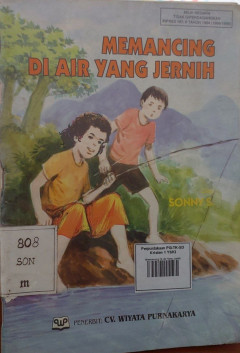 MEMANCING
DI AIR YANG JERNIH
SONNY S.
808
SON
m
PENERBIT CV. WIYATA PURNAKARYA